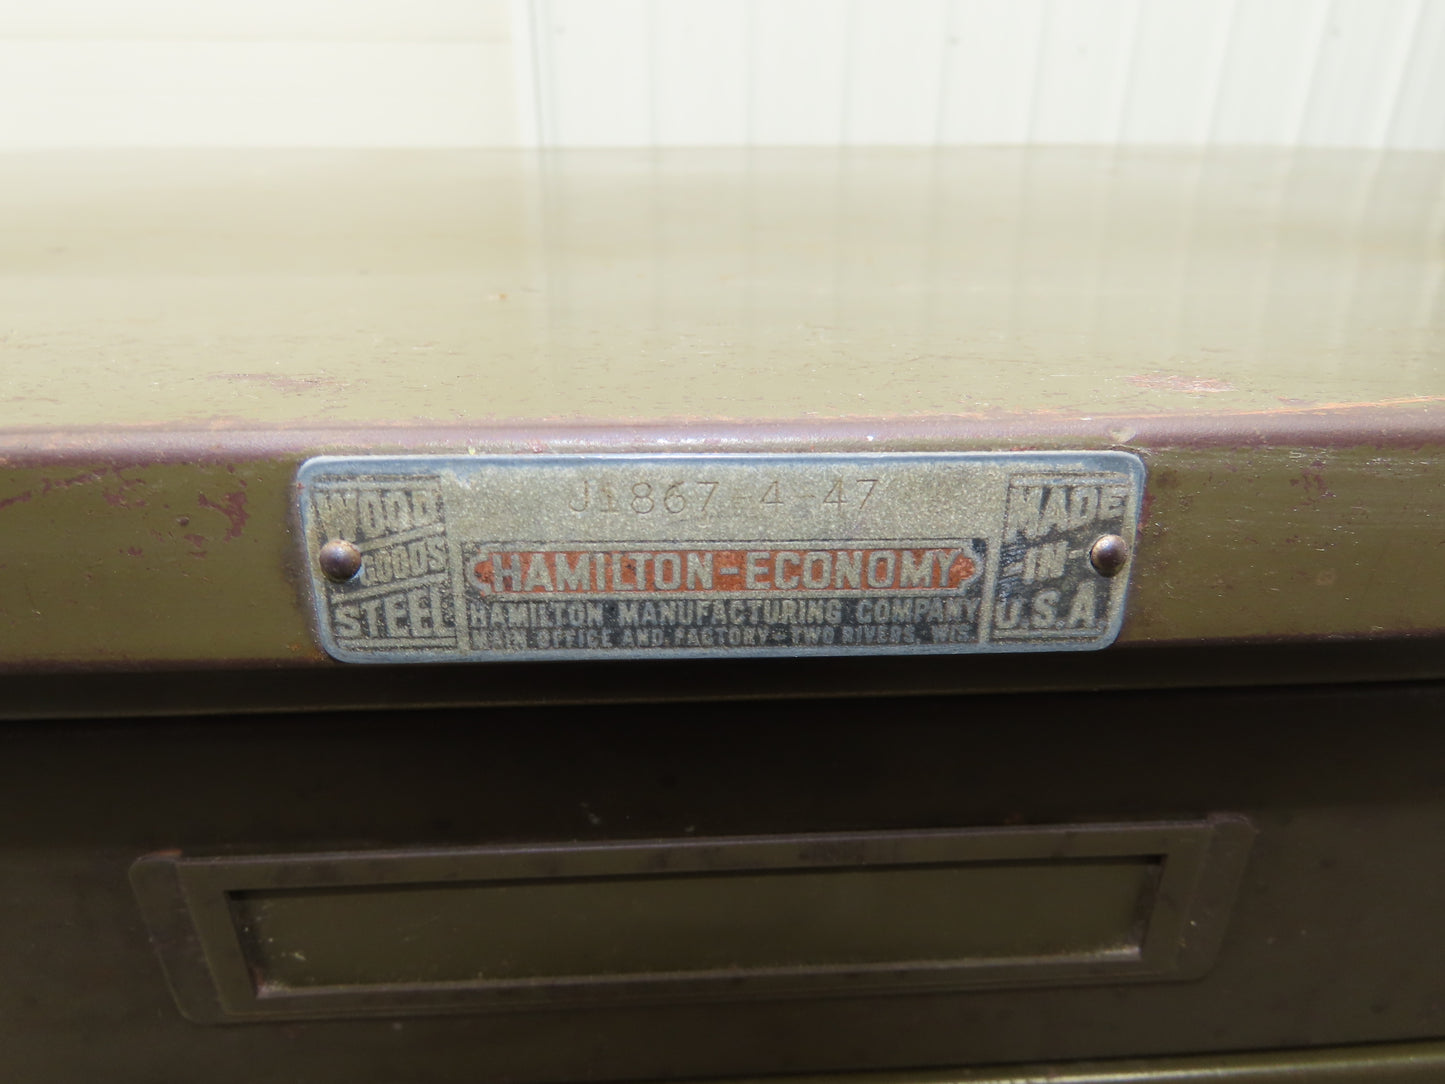 WOOD
GOODS
STEEL
J1867 4-47
HAMILTON-ECONOMY
HAMILTON MANUFACTURING COMPANY
MAIN OFFICE AND FACTORY - TWO RIVERS, WIS.
MADE
-IN-
U.S.A.